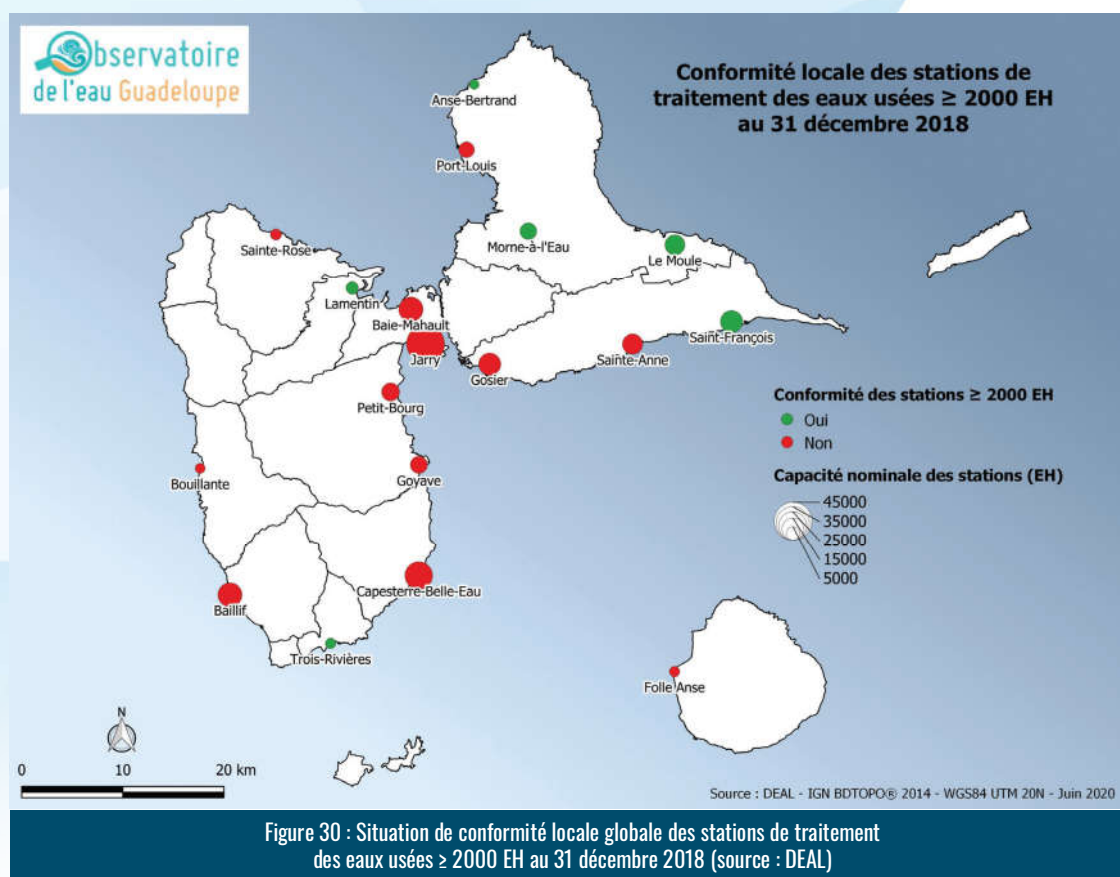 Observatoire
de l'eau Guadeloupe
Conformité locale des stations de
traitement des eaux usées ≥ 2000 EH
au 31 décembre 2018
Anse-Bertrand
Port-Louis
Morne-à-l'Eau
Le Moule
Sainte-Rose
Lamentin
Baie-Mahault
Jarry
Saint-François
Sainte-Anne
Gosier
Petit-Bourg
Goyave
Bouillante
Capesterre-Belle-Eau
Baillif
Trois-Rivières
Folle Anse
Conformité des stations ≥ 2000 EH
Oui
Non
Capacité nominale des stations (EH)
45000
35000
25000
15000
5000
N
0 10 20 km
Source : DEAL - IGN BDTOPO® 2014 - WGS84 UTM 20N - Juin 2020
Figure 30 : Situation de conformité locale globale des stations de traitement
des eaux usées ≥ 2000 EH au 31 décembre 2018 (source : DEAL)